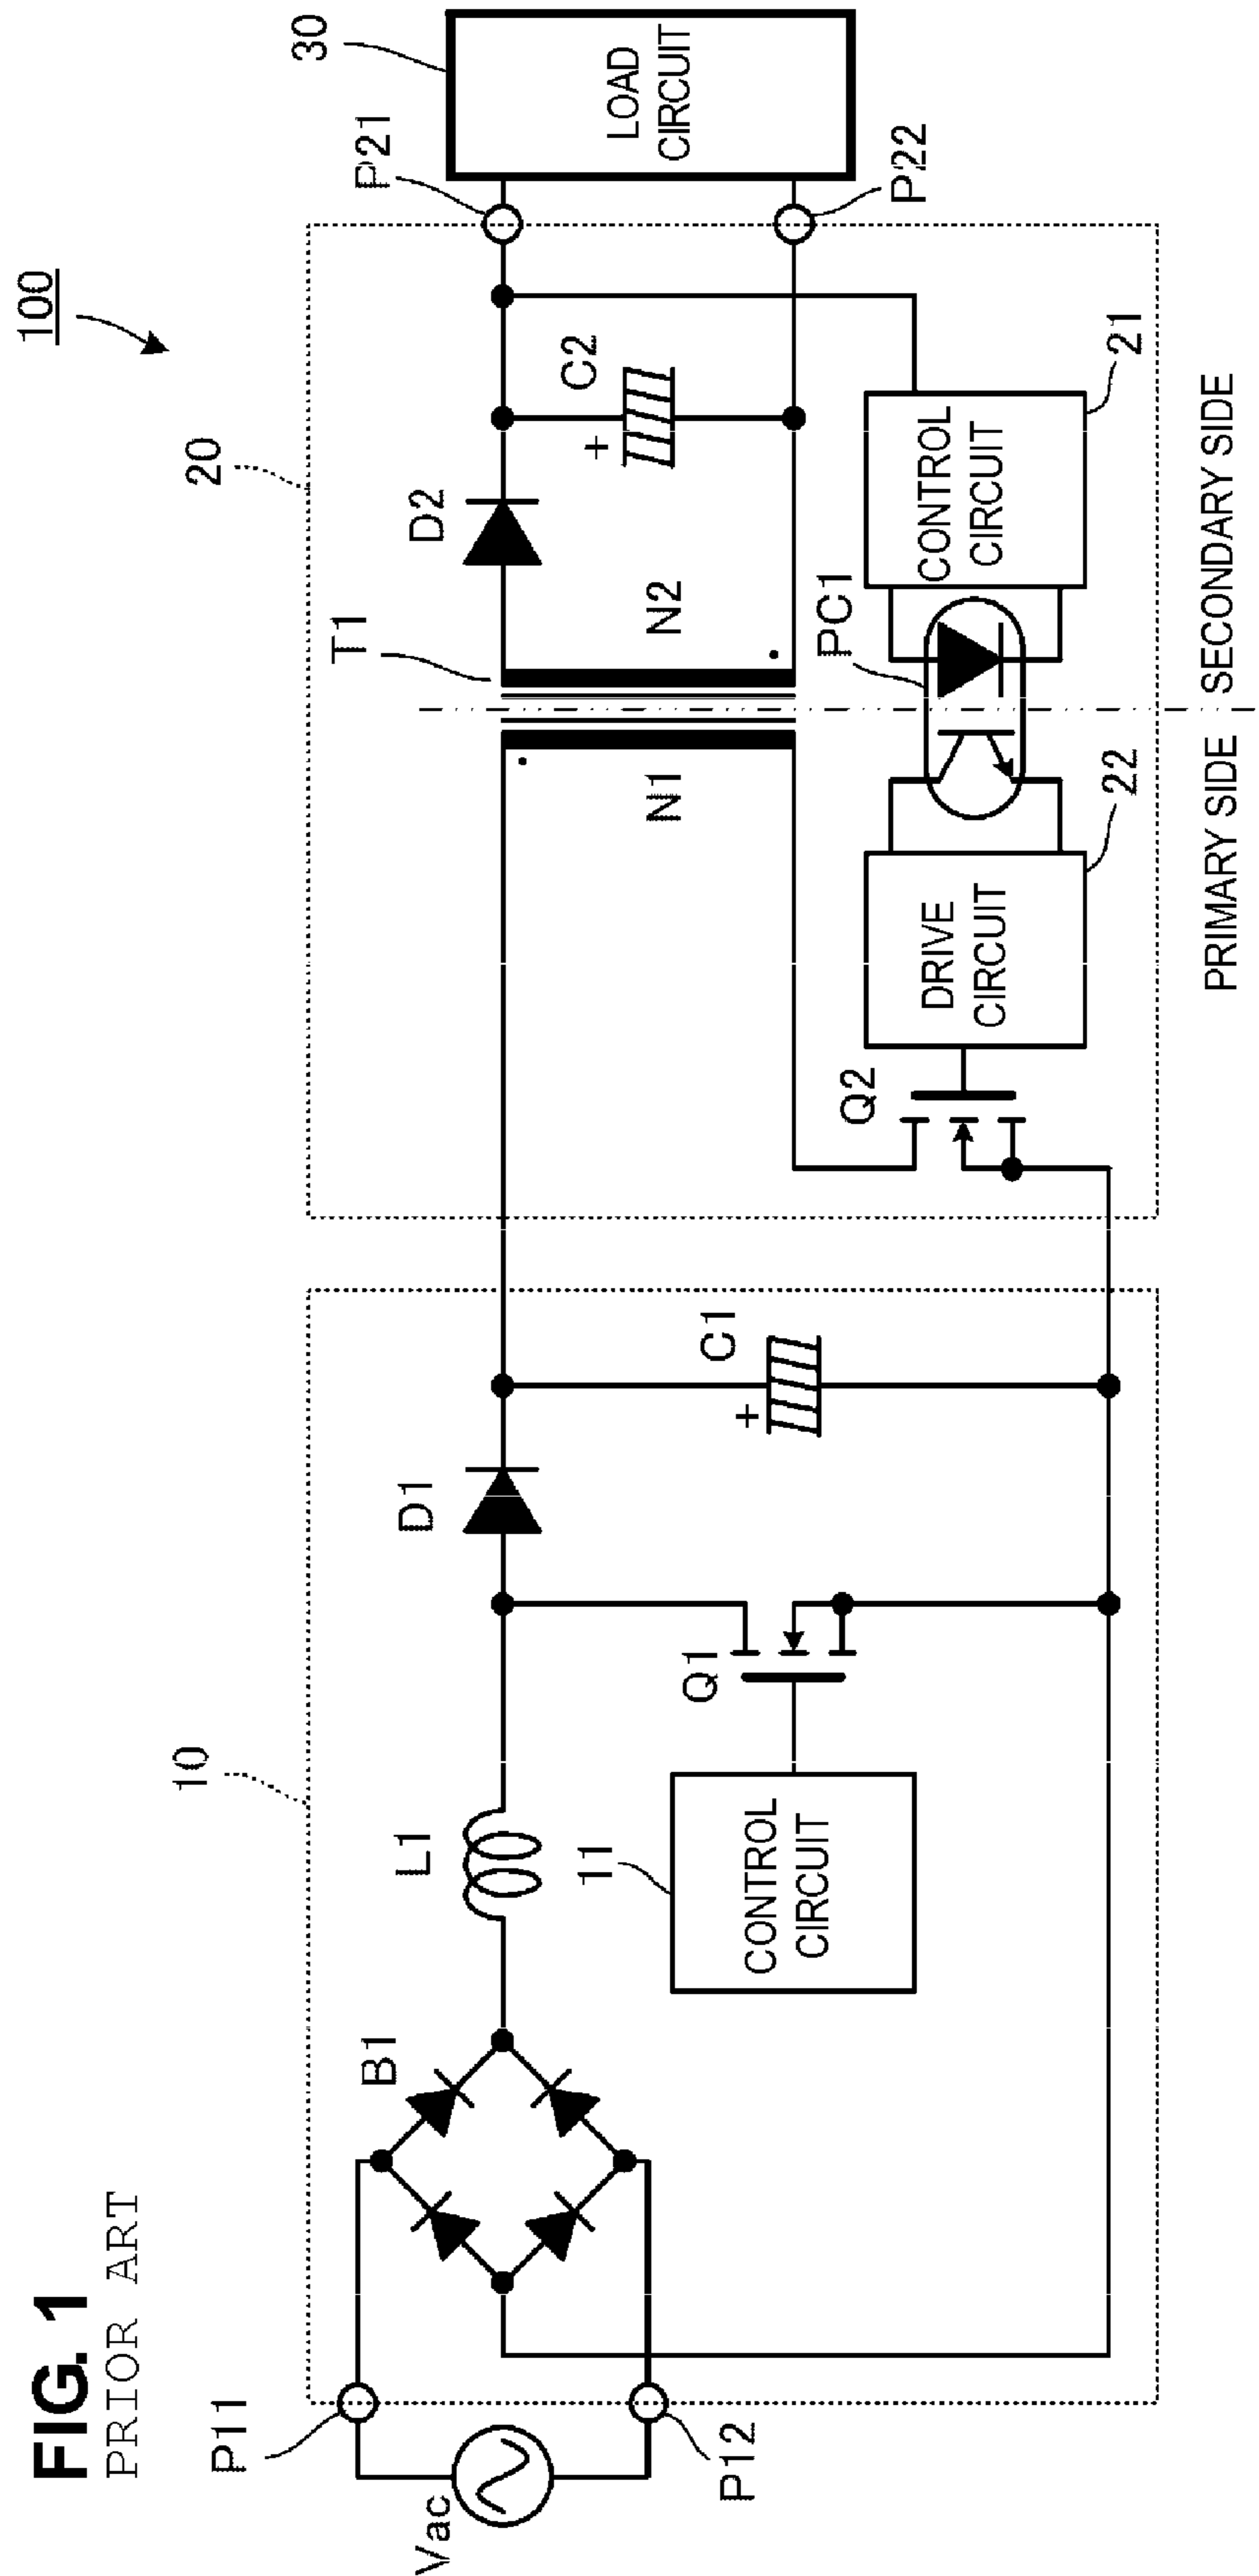 FIG. 1
PRIOR ART
100
10
20
30
P11
Vac
P12
B1
L1
11
CONTROL
CIRCUIT
Q1
D1
+
C1
T1
N1
N2
D2
+
C2
P21
P22
LOAD
CIRCUIT
Q2
DRIVE
CIRCUIT
22
PC1
CONTROL
CIRCUIT
21
PRIMARY SIDE
SECONDARY SIDE